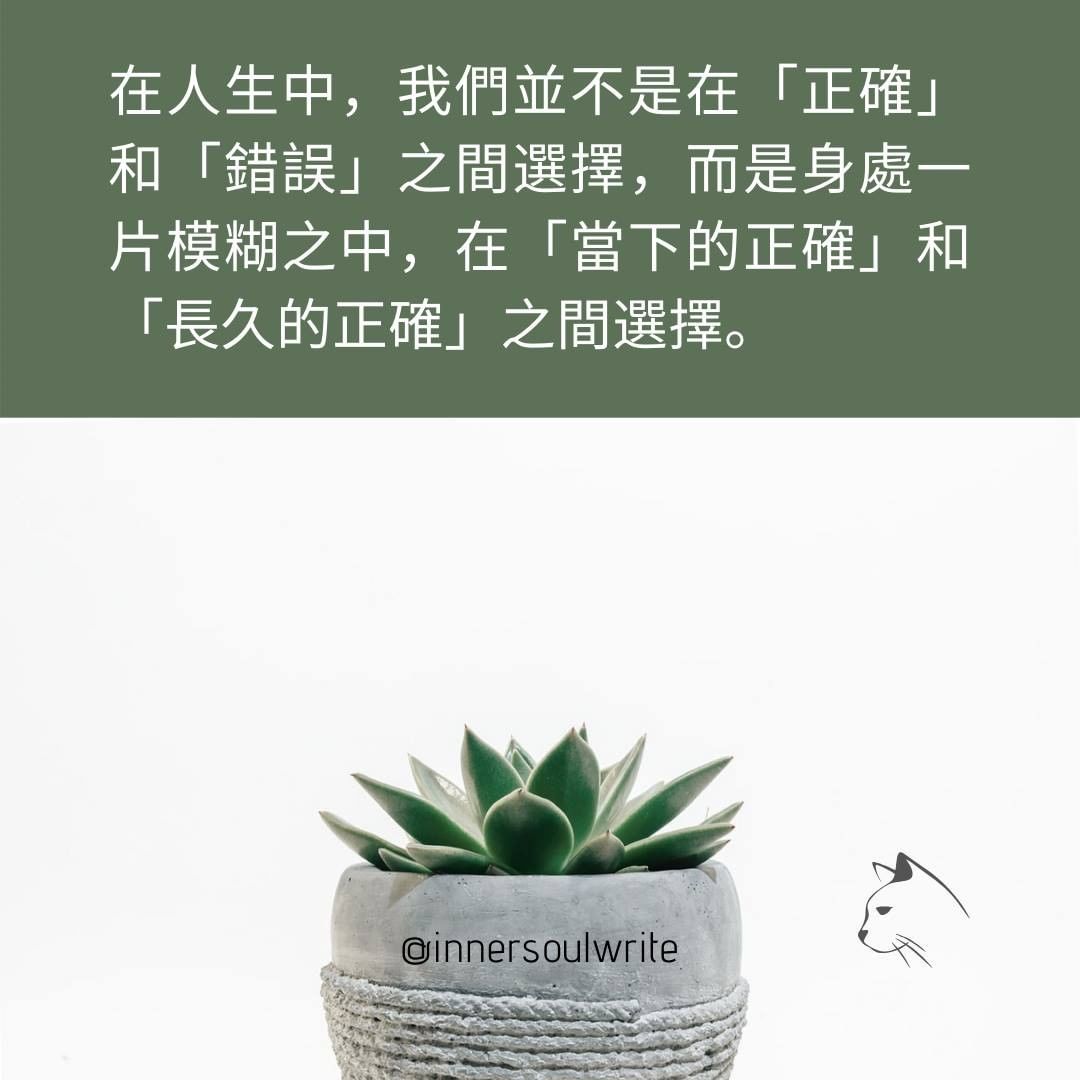 在人生中，我們並不是在「正確」
和「錯誤」之間選擇，而是身處一
片模糊之中，在「當下的正確」和
「長久的正確」之間選擇。
@innersoulwrite